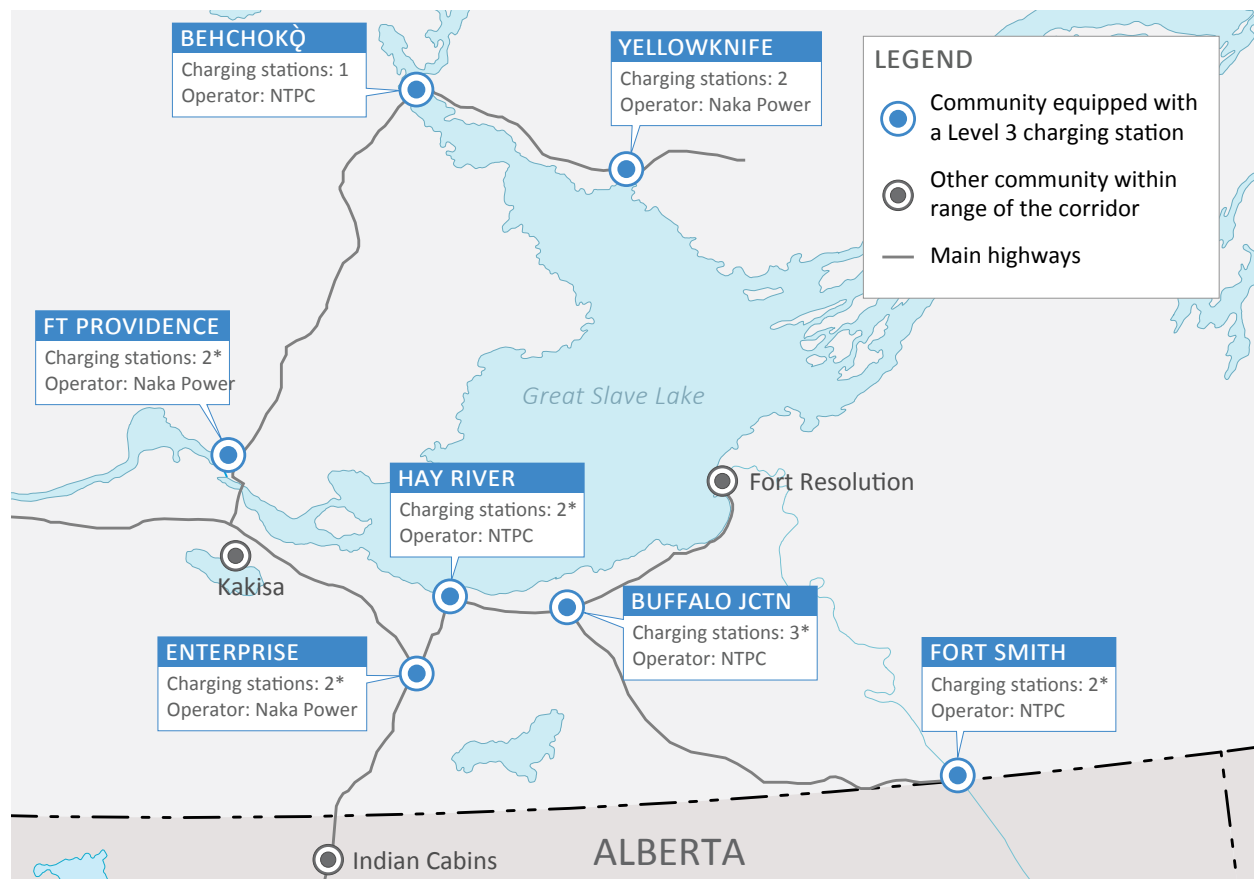 BEHCHOKǪ̀
Charging stations: 1
Operator: NTPC
YELLOWKNIFE
Charging stations: 2
Operator: Naka Power
LEGEND
Community equipped with
a Level 3 charging station
Other community within
range of the corridor
Main highways
FT PROVIDENCE
Charging stations: 2*
Operator: Naka Power
Great Slave Lake
HAY RIVER
Charging stations: 2*
Operator: NTPC
Fort Resolution
Kakisa
BUFFALO JCTN
Charging stations: 3*
Operator: NTPC
ENTERPRISE
Charging stations: 2*
Operator: Naka Power
FORT SMITH
Charging stations: 2*
Operator: NTPC
Indian Cabins
ALBERTA